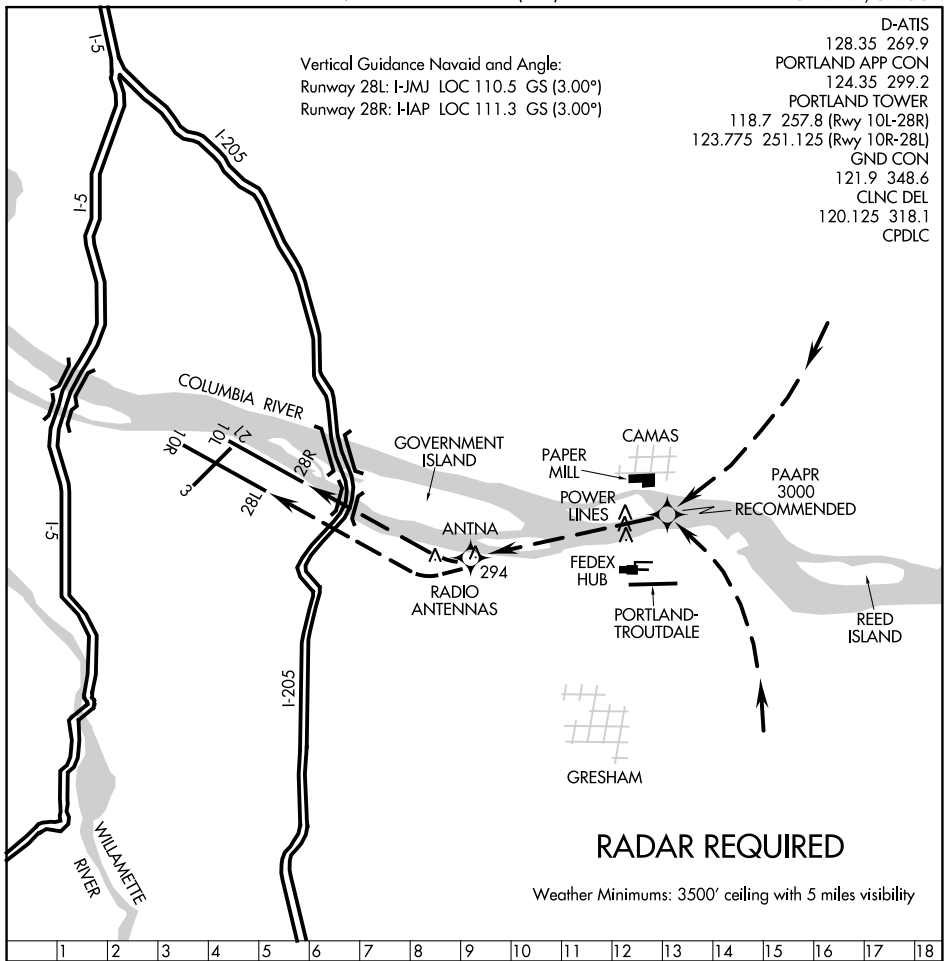 D-ATIS
128.35 269.9
PORTLAND APP CON
124.35 299.2
PORTLAND TOWER
118.7 257.8 (Rwy 10L-28R)
123.775 251.125 (Rwy 10R-28L)
GND CON
121.9 348.6
CLNC DEL
120.125 318.1
CPDLC
Vertical Guidance Navaid and Angle:
Runway 28L: I-JMJ LOC 110.5 GS (3.00°)
Runway 28R: I-IAP LOC 111.3 GS (3.00°)
I-5
I-205
I-5
COLUMBIA RIVER
GOVERNMENT
ISLAND
CAMAS
PAPER
MILL
POWER
LINES
PAAPR
3000
RECOMMENDED
10R
10L
21
28R
3
28L
ANTNA
294
RADIO
ANTENNAS
FEDEX
HUB
PORTLAND-
TROUTDALE
REED
ISLAND
I-5
I-205
GRESHAM
WILLAMETTE
RIVER
RADAR REQUIRED
Weather Minimums: 3500' ceiling with 5 miles visibility
1 2 3 4 5 6 7 8 9 10 11 12 13 14 15 16 17 18